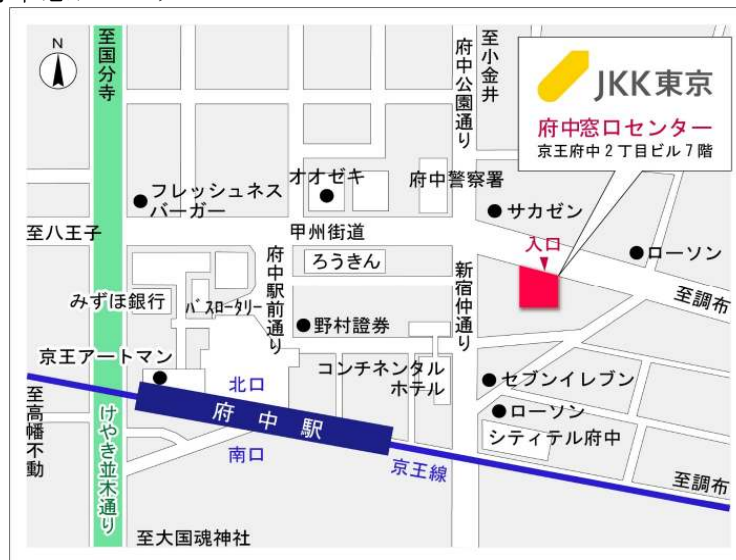 N
至国分寺
府中公園通り
至小金井
JKK東京
府中窓口センター
京王府中2丁目ビル7階
フレッシュネス
バーガー
オオゼキ
府中警察署
サカゼン
至八王子
甲州街道
入口
ローソン
ろうきん
府中駅前通り
新宿仲通り
至調布
みずほ銀行
バスロータリー
野村證券
京王アートマン
コンチネンタル
ホテル
北口
セブンイレブン
府中駅
ローソン
シティテル府中
至高幡不動
けやき並木通り
南口
京王線
至調布
至大国魂神社